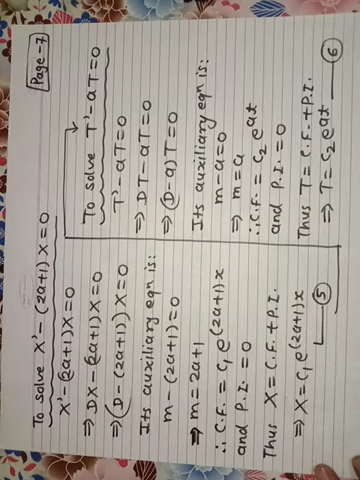 Page-7
To solve X' - (2a+1) X = 0
X' - (2a+1) X = 0
⇒ DX - (2a+1) X = 0
⇒ (D - (2a+1)) X = 0
Its auxiliary eqn is:
m - (2a+1) = 0
⇒ m = 2a+1
∴ C.F. = C₁ e^(2a+1)x
and P.I. = 0
Thus X = C.F. + P.I.
⇒ X = C₁ e^(2a+1)x —(5)
To solve T' - aT = 0
T' - aT = 0
⇒ DT - aT = 0
⇒ (D - a) T = 0
Its auxiliary eqn is:
m - a = 0
⇒ m = a
∴ C.F. = C₂ e^at
and P.I. = 0
Thus T = C.F. + P.I.
⇒ T = C₂ e^at —(6)